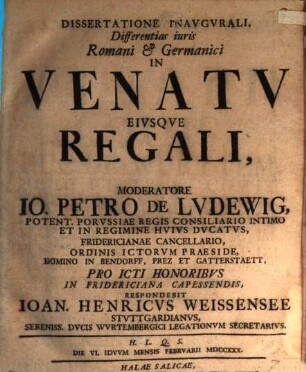 DISSERTATIONE INAVGVRALI,
Differentias iuris
Romani & Germanici
IN
VENATV
EIVSQVE
REGALI,
MODERATORE
IO. PETRO DE LVDEWIG,
POTENT. PORVSSIAE REGIS CONSILIARIO INTIMO
ET IN REGIMINE HVIVS DVCATVS,
FRIDERICIANAE CANCELLARIO,
ORDINIS ICTORVM PRAESIDE,
DOMINO IN BENDORFF, PREZ ET GATTERSTAETT,
PRO ICTI HONORIBVS
IN FRIDERICIANA CAPESSENDIS,
RESPONDEBIT
IOAN. HENRICVS WEISSENSEE
STVTTGARDIANVS,
SERENISS. DVCIS WVRTEMBERGICI LEGATIONVM SECRETARIVS.
H. L. Q. S.
DIE VI. IDVVM MENSIS FEBRVARII MDCCXXX.
HALAE SALICAE,